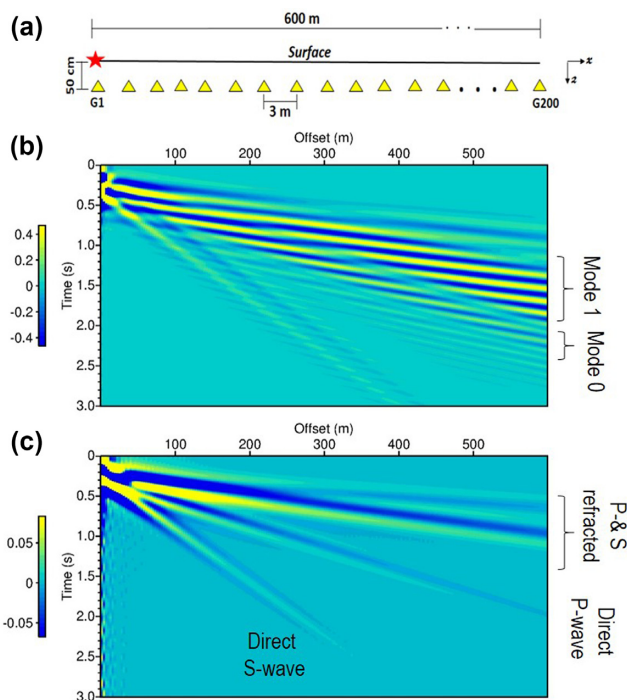 (a)
600 m
Surface
50 cm
x
z
G1
3 m
G200
(b)
Offset (m)
100 200 300 400 500
0
0.5
1.0
1.5
2.0
2.5
3.0
Time (s)
0.4
0.2
0
-0.2
-0.4
Mode 1
Mode 0
(c)
Offset (m)
100 200 300 400 500
0
0.5
1.0
1.5
2.0
2.5
3.0
Time (s)
0.05
0
-0.05
P-& S
refracted
Direct
P-wave
Direct
S-wave